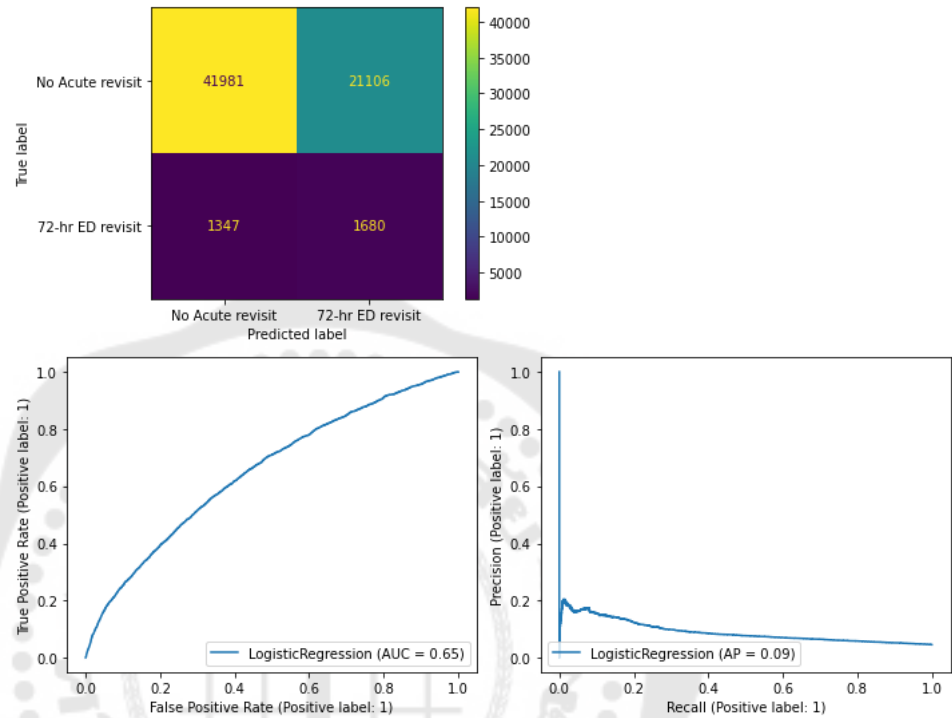 No Acute revisit
72-hr ED revisit
True label
41981 21106
1347 1680
No Acute revisit 72-hr ED revisit
Predicted label
40000
35000
30000
25000
20000
15000
10000
5000
True Positive Rate (Positive label: 1)
1.0
0.8
0.6
0.4
0.2
0.0
LogisticRegression (AUC = 0.65)
0.0 0.2 0.4 0.6 0.8 1.0
False Positive Rate (Positive label: 1)
Precision (Positive label: 1)
1.0
0.8
0.6
0.4
0.2
0.0
LogisticRegression (AP = 0.09)
0.0 0.2 0.4 0.6 0.8 1.0
Recall (Positive label: 1)